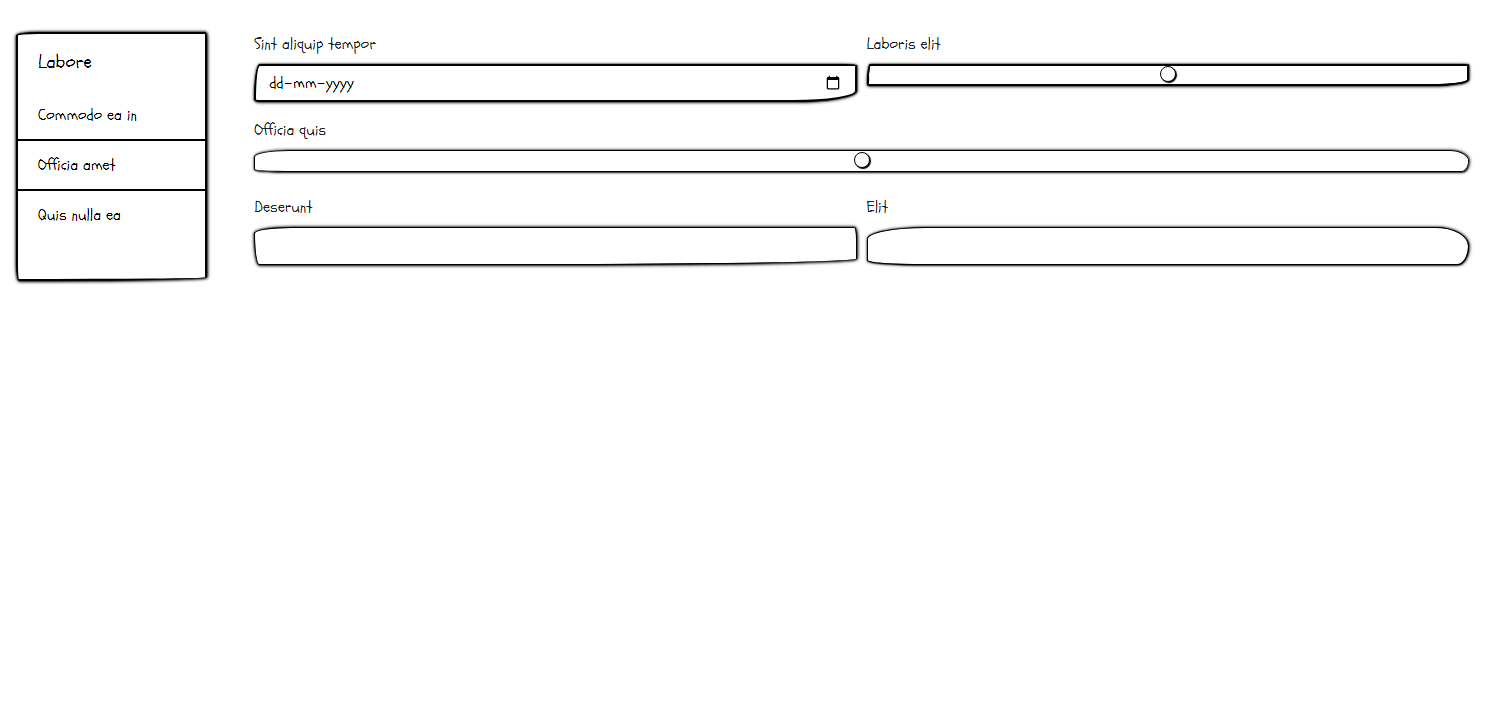 Labore
Commodo ea in
Officia amet
Quis nulla ea
Sint aliquip tempor
dd-mm-yyyy
Laboris elit
Officia quis
Deserunt
Elit